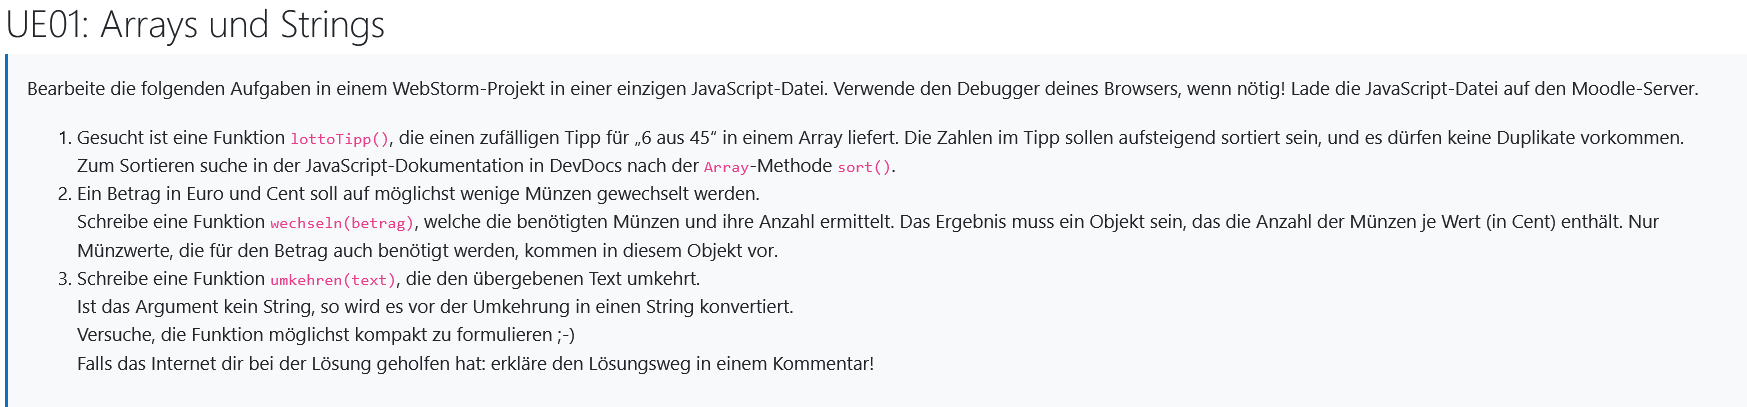 UE01: Arrays und Strings
Bearbeite die folgenden Aufgaben in einem WebStorm-Projekt in einer einzigen JavaScript-Datei. Verwende den Debugger deines Browsers, wenn nötig! Lade die JavaScript-Datei auf den Moodle-Server.
1. Gesucht ist eine Funktion lottoTipp(), die einen zufälligen Tipp für „6 aus 45“ in einem Array liefert. Die Zahlen im Tipp sollen aufsteigend sortiert sein, und es dürfen keine Duplikate vorkommen.
Zum Sortieren suche in der JavaScript-Dokumentation in DevDocs nach der Array-Methode sort().
2. Ein Betrag in Euro und Cent soll auf möglichst wenige Münzen gewechselt werden.
Schreibe eine Funktion wechseln(betrag), welche die benötigten Münzen und ihre Anzahl ermittelt. Das Ergebnis muss ein Objekt sein, das die Anzahl der Münzen je Wert (in Cent) enthält. Nur
Münzwerte, die für den Betrag auch benötigt werden, kommen in diesem Objekt vor.
3. Schreibe eine Funktion umkehren(text), die den übergebenen Text umkehrt.
Ist das Argument kein String, so wird es vor der Umkehrung in einen String konvertiert.
Versuche, die Funktion möglichst kompakt zu formulieren ;-)
Falls das Internet dir bei der Lösung geholfen hat: erkläre den Lösungsweg in einem Kommentar!